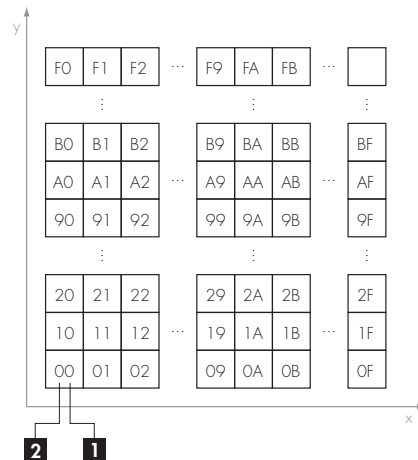 y
F0 F1 F2 ... F9 FA FB ...
⋮ ⋮
B0 B1 B2 B9 BA BB BF
A0 A1 A2 ... A9 AA AB ... AF
90 91 92 99 9A 9B 9F
⋮ ⋮ ⋮
20 21 22 29 2A 2B 2F
10 11 12 ... 19 1A 1B ... 1F
00 01 02 09 0A 0B 0F
x
2 1